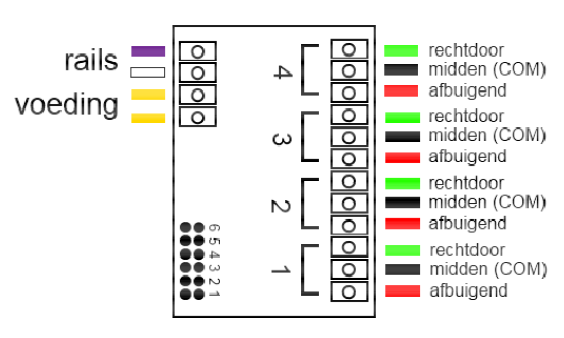 rails
voeding
4
3
2
1
6
5
4
3
2
1
rechtdoor
midden (COM)
afbuigend
rechtdoor
midden (COM)
afbuigend
rechtdoor
midden (COM)
afbuigend
rechtdoor
midden (COM)
afbuigend